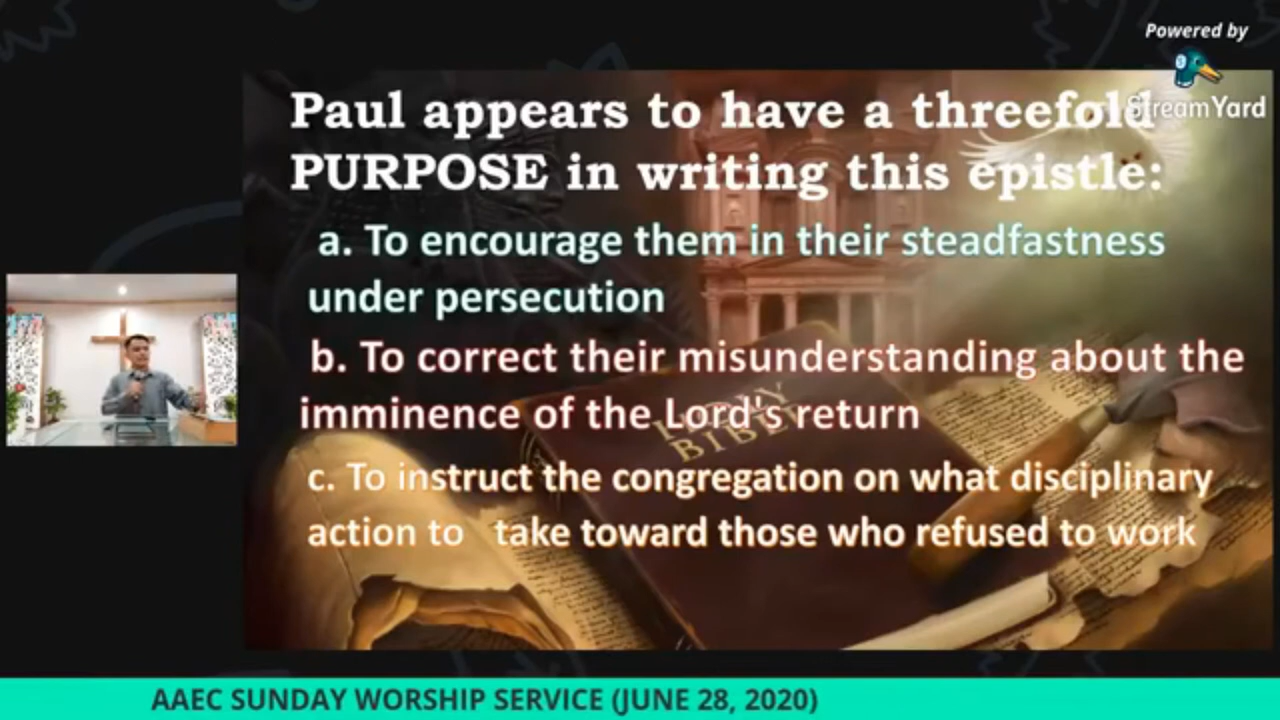 Powered by
StreamYard
Paul appears to have a threefold
PURPOSE in writing this epistle:
a. To encourage them in their steadfastness
under persecution
b. To correct their misunderstanding about the
imminence of the Lord's return
HOLY
BIBLE
c. To instruct the congregation on what disciplinary
action to take toward those who refused to work
AAEC SUNDAY WORSHIP SERVICE (JUNE 28, 2020)